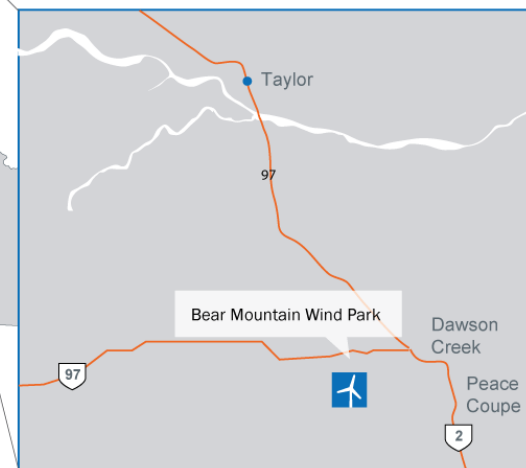 Taylor
97
Bear Mountain Wind Park
Dawson
Creek
97
Peace
Coupe
2